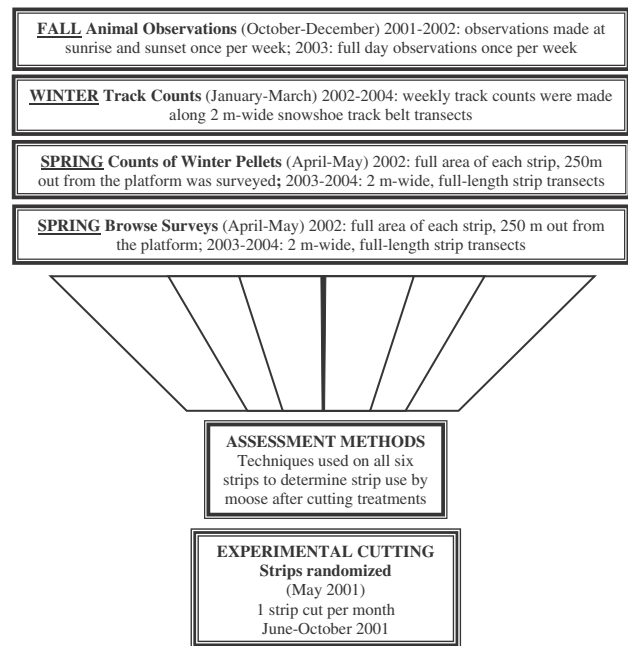 FALL Animal Observations (October-December) 2001-2002: observations made at
sunrise and sunset once per week; 2003: full day observations once per week
WINTER Track Counts (January-March) 2002-2004: weekly track counts were made
along 2 m-wide snowshoe track belt transects
SPRING Counts of Winter Pellets (April-May) 2002: full area of each strip, 250m
out from the platform was surveyed; 2003-2004: 2 m-wide, full-length strip transects
SPRING Browse Surveys (April-May) 2002: full area of each strip, 250 m out from
the platform; 2003-2004: 2 m-wide, full-length strip transects
ASSESSMENT METHODS
Techniques used on all six
strips to determine strip use by
moose after cutting treatments
EXPERIMENTAL CUTTING
Strips randomized
(May 2001)
1 strip cut per month
June-October 2001